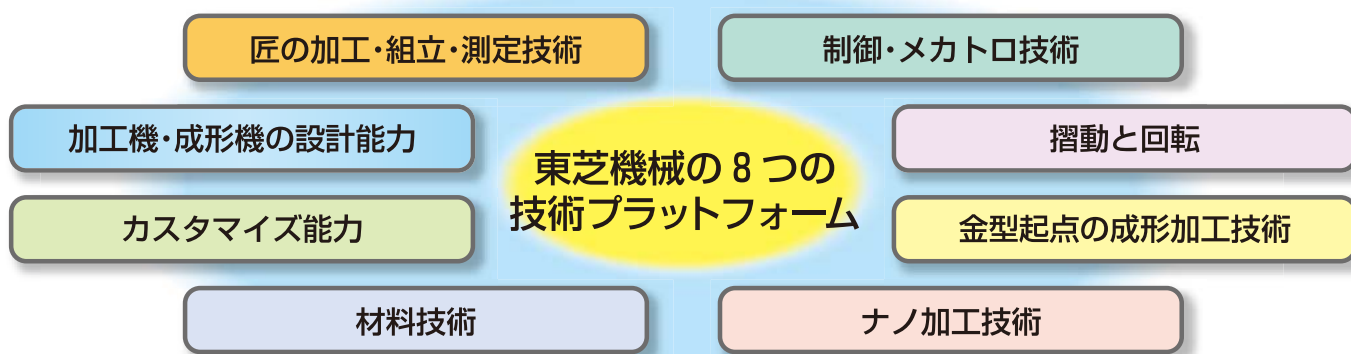 匠の加工・組立・測定技術
制御・メカトロ技術
加工機・成形機の設計能力
摺動と回転
東芝機械の8つの
技術プラットフォーム
カスタマイズ能力
金型起点の成形加工技術
材料技術
ナノ加工技術